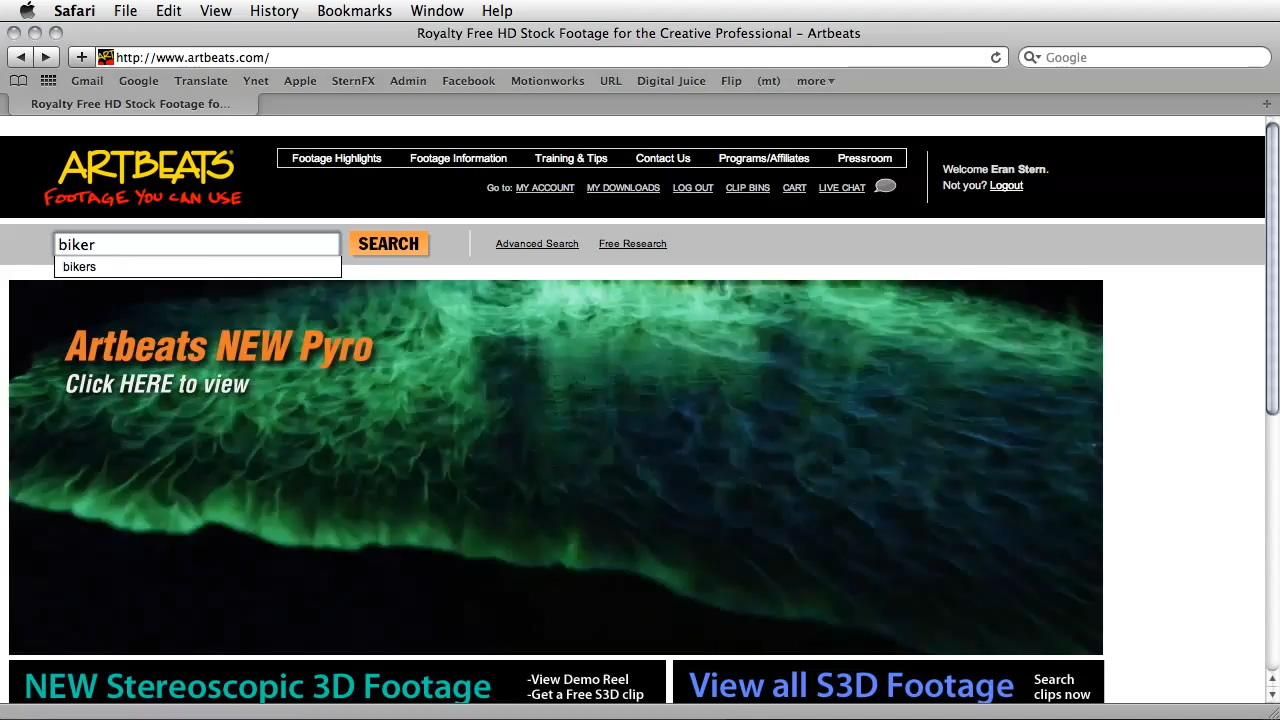 Safari File Edit View History Bookmarks Window Help
Royalty Free HD Stock Footage for the Creative Professional – Artbeats
http://www.artbeats.com/ Google
Gmail Google Translate Ynet Apple SternFX Admin Facebook Motionworks URL Digital Juice Flip (mt) more
Royalty Free HD Stock Footage fo...
ARTBEATS®
FOOTAGE YOU CAN USE
Footage Highlights Footage Information Training & Tips Contact Us Programs/Affiliates Pressroom
Go to: MY ACCOUNT MY DOWNLOADS LOG OUT CLIP BINS CART LIVE CHAT
Welcome Eran Stern.
Not you? Logout
biker SEARCH Advanced Search Free Research
bikers
Artbeats NEW Pyro
Click HERE to view
NEW Stereoscopic 3D Footage
-View Demo Reel
-Get a Free S3D clip
View all S3D Footage
Search
clips now